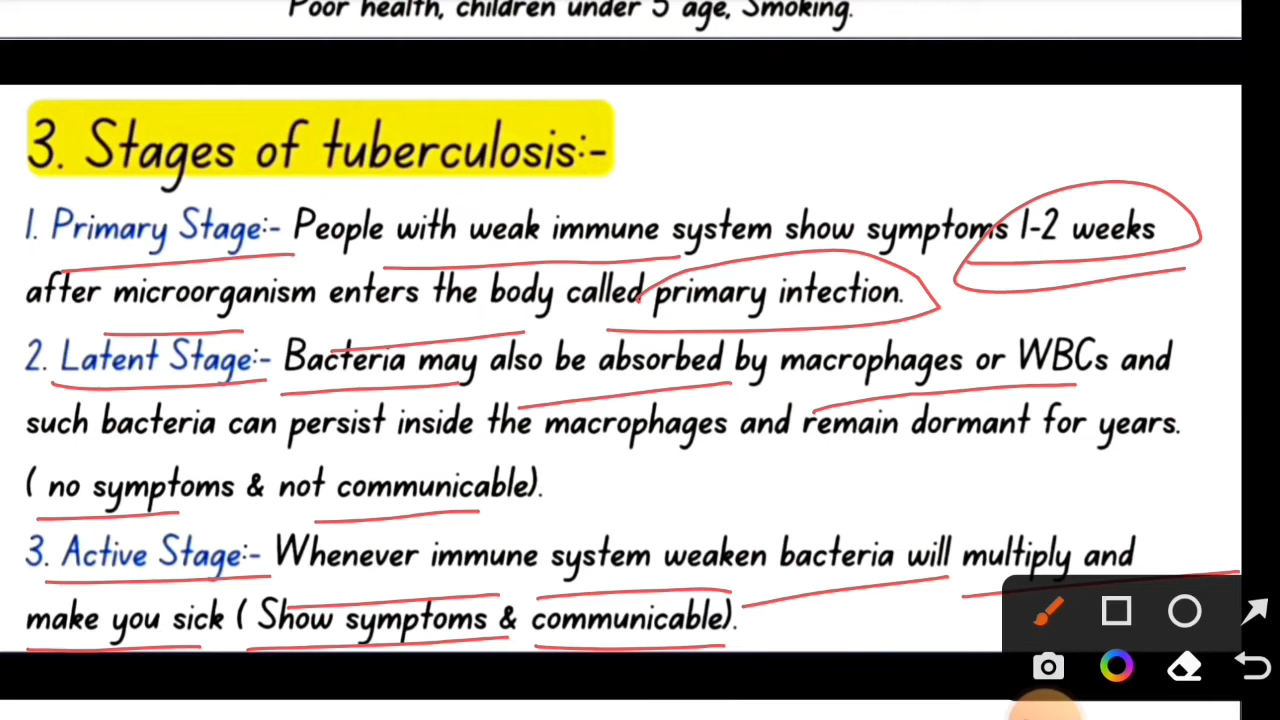 Poor health, children under 5 age, Smoking.
3. Stages of tuberculosis:-
1. Primary Stage:- People with weak immune system show symptoms 1-2 weeks
after microorganism enters the body called primary infection.
2. Latent Stage:- Bacteria may also be absorbed by macrophages or WBCs and
such bacteria can persist inside the macrophages and remain dormant for years.
( no symptoms & not communicable).
3. Active Stage:- Whenever immune system weaken bacteria will multiply and
make you sick ( Show symptoms & communicable).